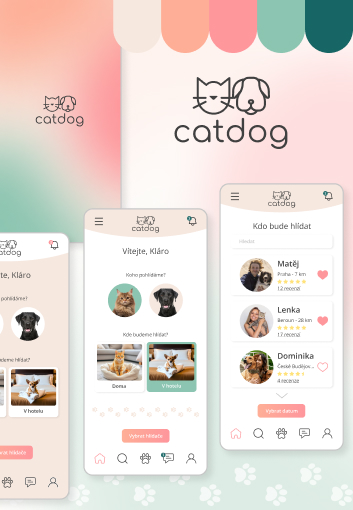 catdog
catdog
catdog
te, Kláro
pohlídáme?
deme hlídat?
V hotelu
brat Hlídače
catdog
Vítejte, Kláro
Koho pohlídáme?
Kde budeme hlídat?
Doma
V hotelu
Vybrat Hlídače
catdog
Kdo bude hlídat
Hledat
Matěj
Praha - 7 km
12 recenzí
Lenka
Beroun - 28 km
17 recenzí
Dominika
České Budějov...
4 recenze
Vybrat datum